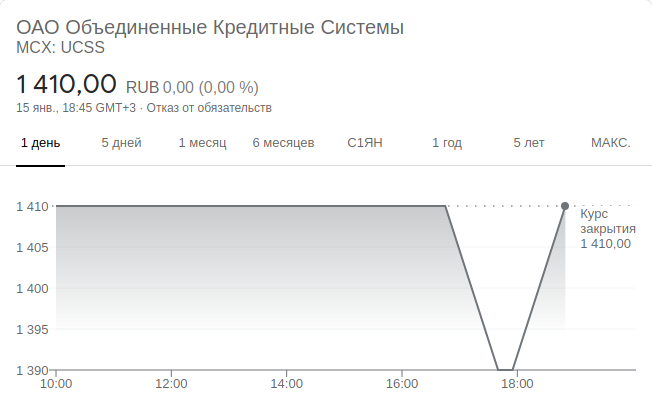 ОАО Объединенные Кредитные Системы
MCX: UCSS
1 410,00 RUB 0,00 (0,00 %)
15 янв., 18:45 GMT+3 · Отказ от обязательств
1 день 5 дней 1 месяц 6 месяцев С1ЯН 1 год 5 лет МАКС.
1 410
Курс
закрытия
1 410,00
1 405
1 400
1 395
1 390
10:00 12:00 14:00 16:00 18:00